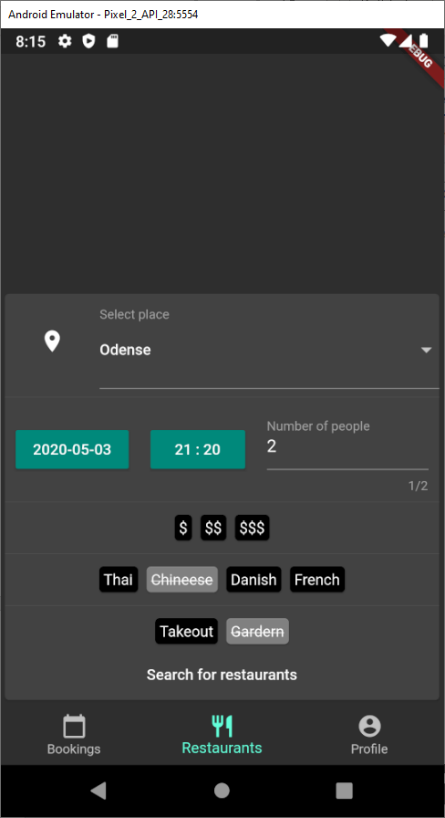 Android Emulator - Pixel_2_API_28:5554
8:15
DEBUG
Select place
Odense
Number of people
2020-05-03 21 : 20 2
1/2
$ $$ $$$
Thai Chineese Danish French
Takeout Gardern
Search for restaurants
Bookings Restaurants Profile